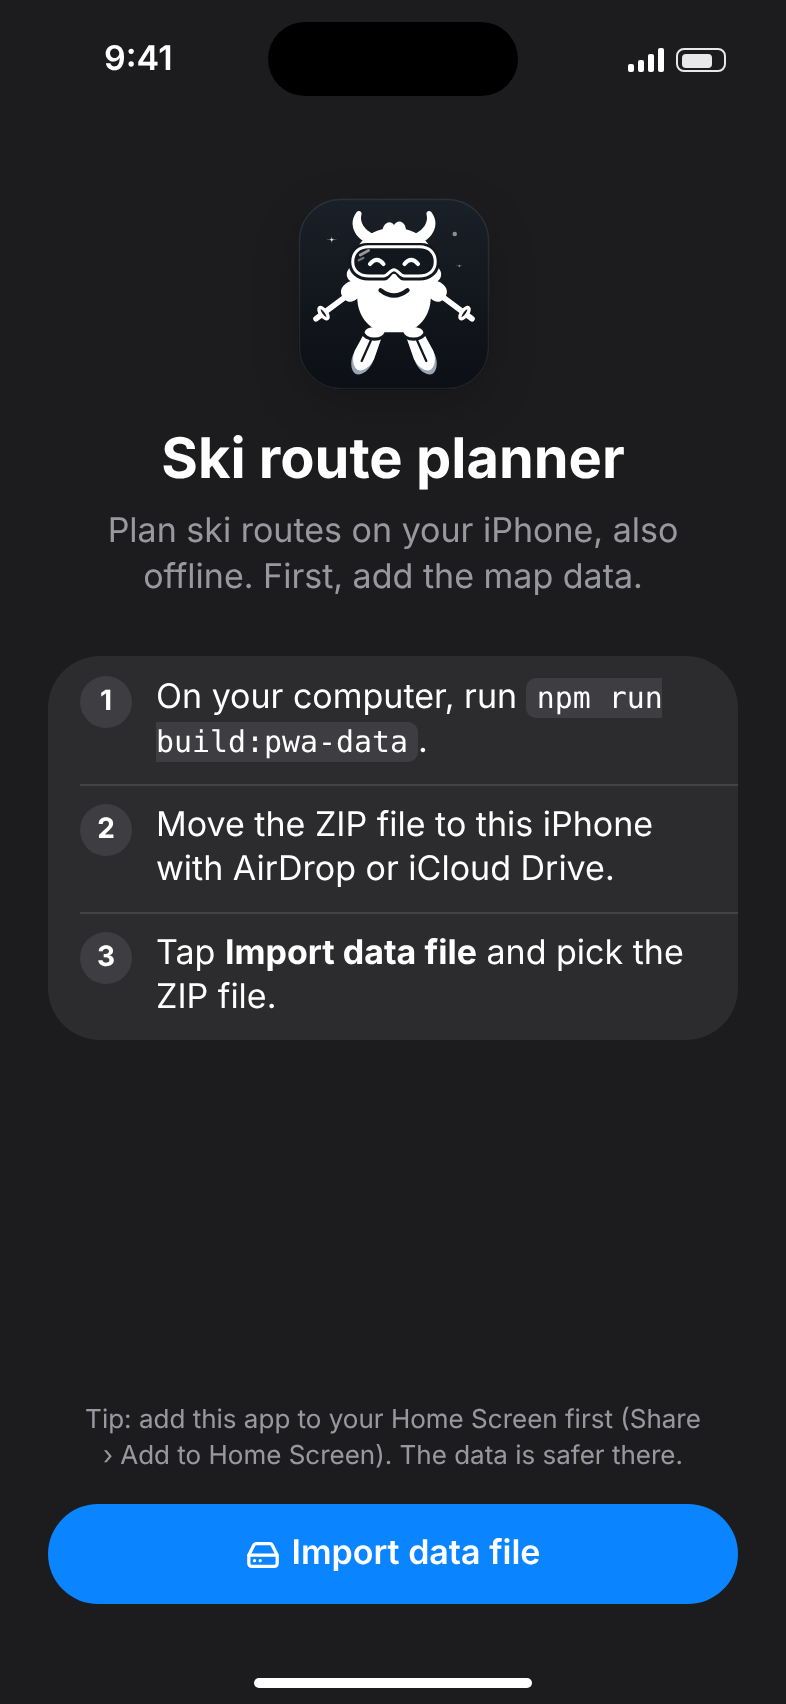 9:41
Ski route planner
Plan ski routes on your iPhone, also
offline. First, add the map data.
1 On your computer, run npm run
build:pwa-data.
2 Move the ZIP file to this iPhone
with AirDrop or iCloud Drive.
3 Tap Import data file and pick the
ZIP file.
Tip: add this app to your Home Screen first (Share
› Add to Home Screen). The data is safer there.
Import data file